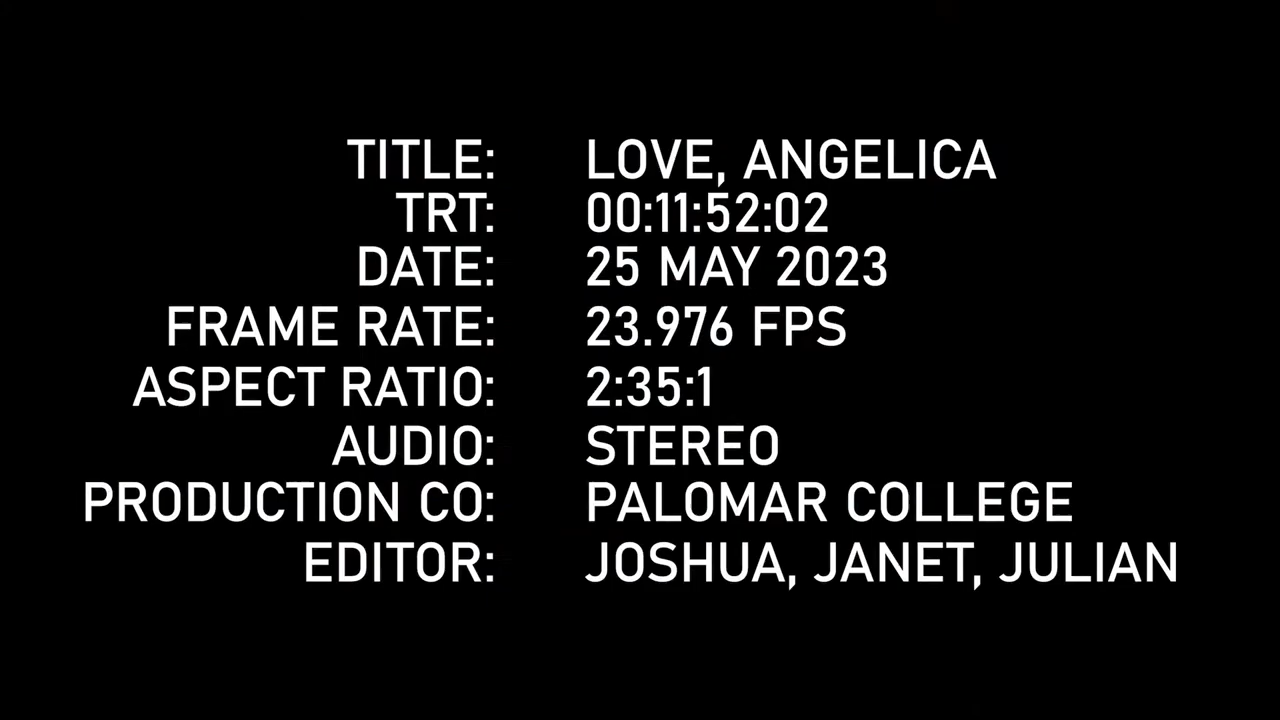 TITLE: LOVE, ANGELICA
TRT: 00:11:52:02
DATE: 25 MAY 2023
FRAME RATE: 23.976 FPS
ASPECT RATIO: 2:35:1
AUDIO: STEREO
PRODUCTION CO: PALOMAR COLLEGE
EDITOR: JOSHUA, JANET, JULIAN